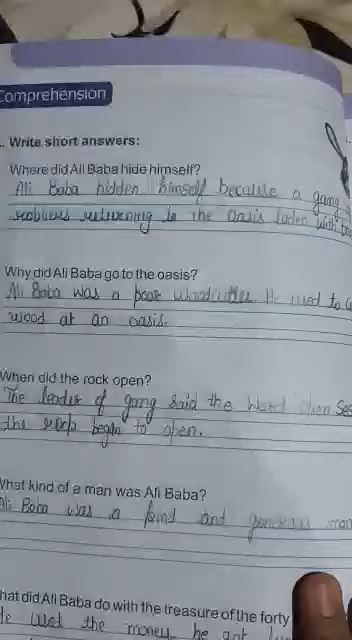 Comprehension
. Write short answers:
Where did Ali Baba hide himself?
Ali Baba hidden himself because a gang
robbers returning to the oasis laden with
Why did Ali Baba go to the oasis?
Ali Baba was a poor woodcutter. He used to
wood at an oasis.
When did the rock open?
The leader of gang said the word open Ses
the rock begin to open.
What kind of a man was Ali Baba?
Ali Baba was a kind and generous man
hat did Ali Baba do with the treasure of the forty
He used the money he got